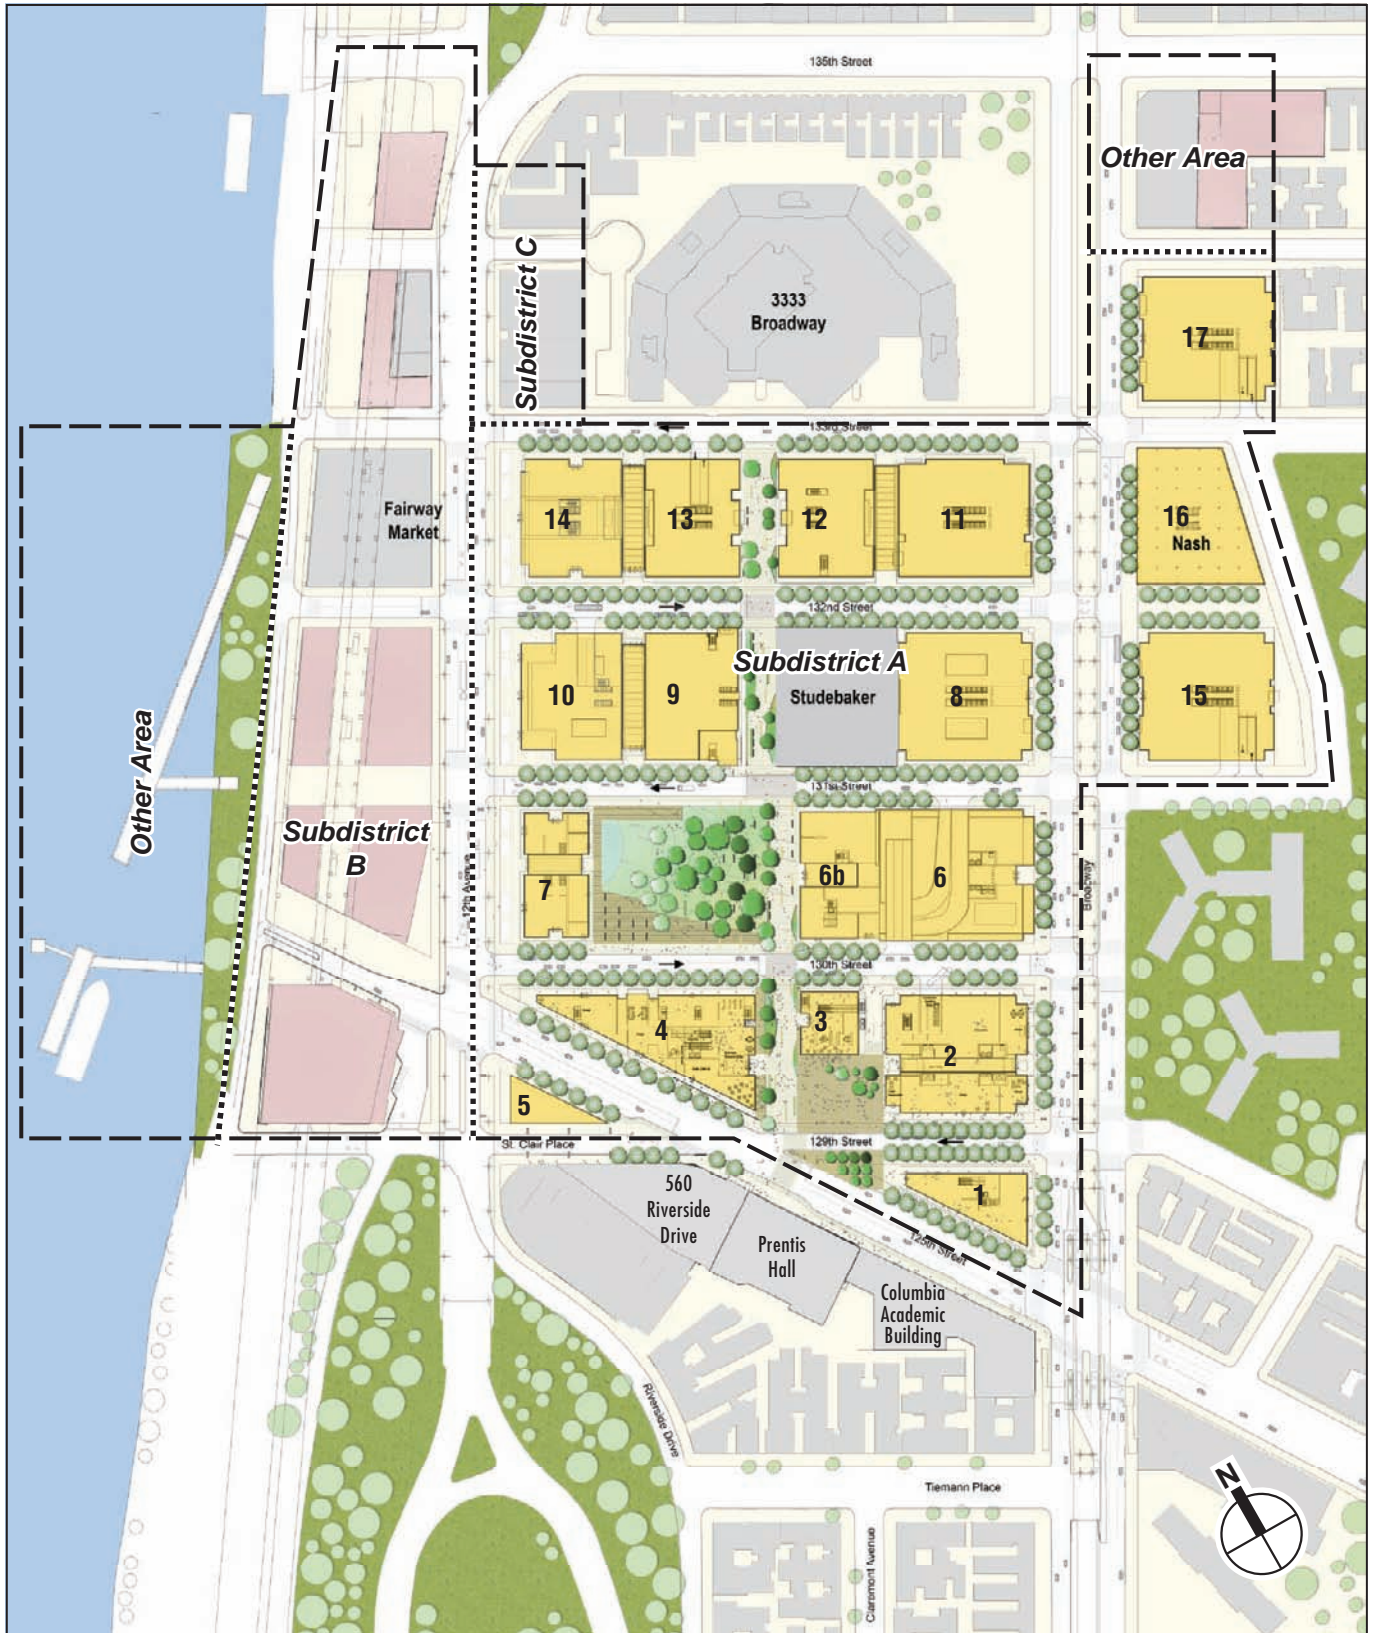 135th Street
Other Area
Subdistrict C
3333
Broadway
17
133rd Street
Fairway
Market
14
13
12
11
16
Nash
132nd Street
Subdistrict A
Studebaker
10
9
8
15
131st Street
Other Area
Subdistrict
B
12th Avenue
7
6b
6
Broadway
130th Street
4
3
2
5
129th Street
St. Clair Place
1
125th Street
560
Riverside
Drive
Prentis
Hall
Columbia
Academic
Building
Riverside Drive
Tiemann Place
Claremont Avenue
N